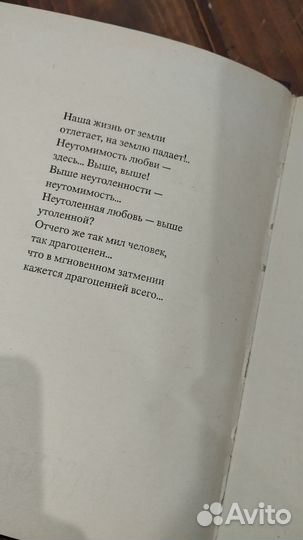 Наша жизнь от земли
отлетает, на землю падает!..
Неутомимость любви —
здесь... Выше, выше!
Выше неутоленности —
неутомимость...
Неутоленная любовь — выше
утоленной?
Отчего же так мил человек,
так драгоценен...
что в мгновенном затмении
кажется драгоценней всего...
Avito